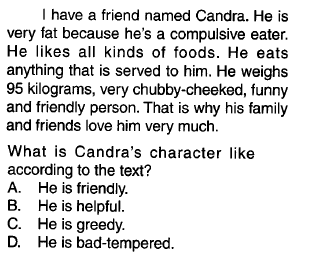 I have a friend named Candra. He is
very fat because he's a compulsive eater.
He likes all kinds of foods. He eats
anything that is served to him. He weighs
95 kilograms, very chubby-cheeked, funny
and friendly person. That is why his family
and friends love him very much.
What is Candra's character like
according to the text?
A. He is friendly.
B. He is helpful.
C. He is greedy.
D. He is bad-tempered.